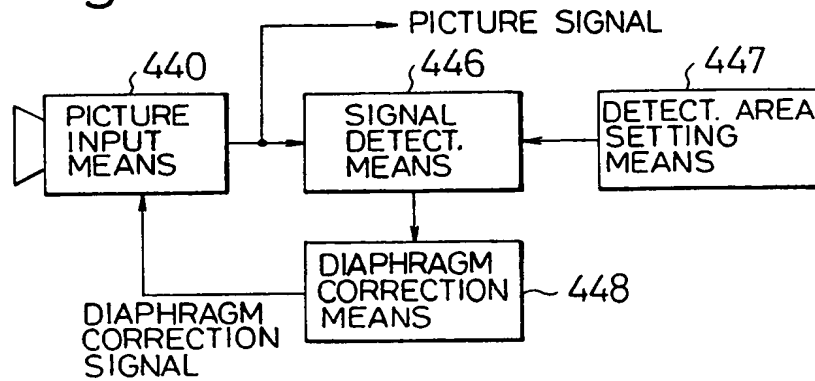 PICTURE SIGNAL
440
446
447
PICTURE
INPUT
MEANS
SIGNAL
DETECT.
MEANS
DETECT. AREA
SETTING
MEANS
DIAPHRAGM
CORRECTION
MEANS
448
DIAPHRAGM
CORRECTION
SIGNAL